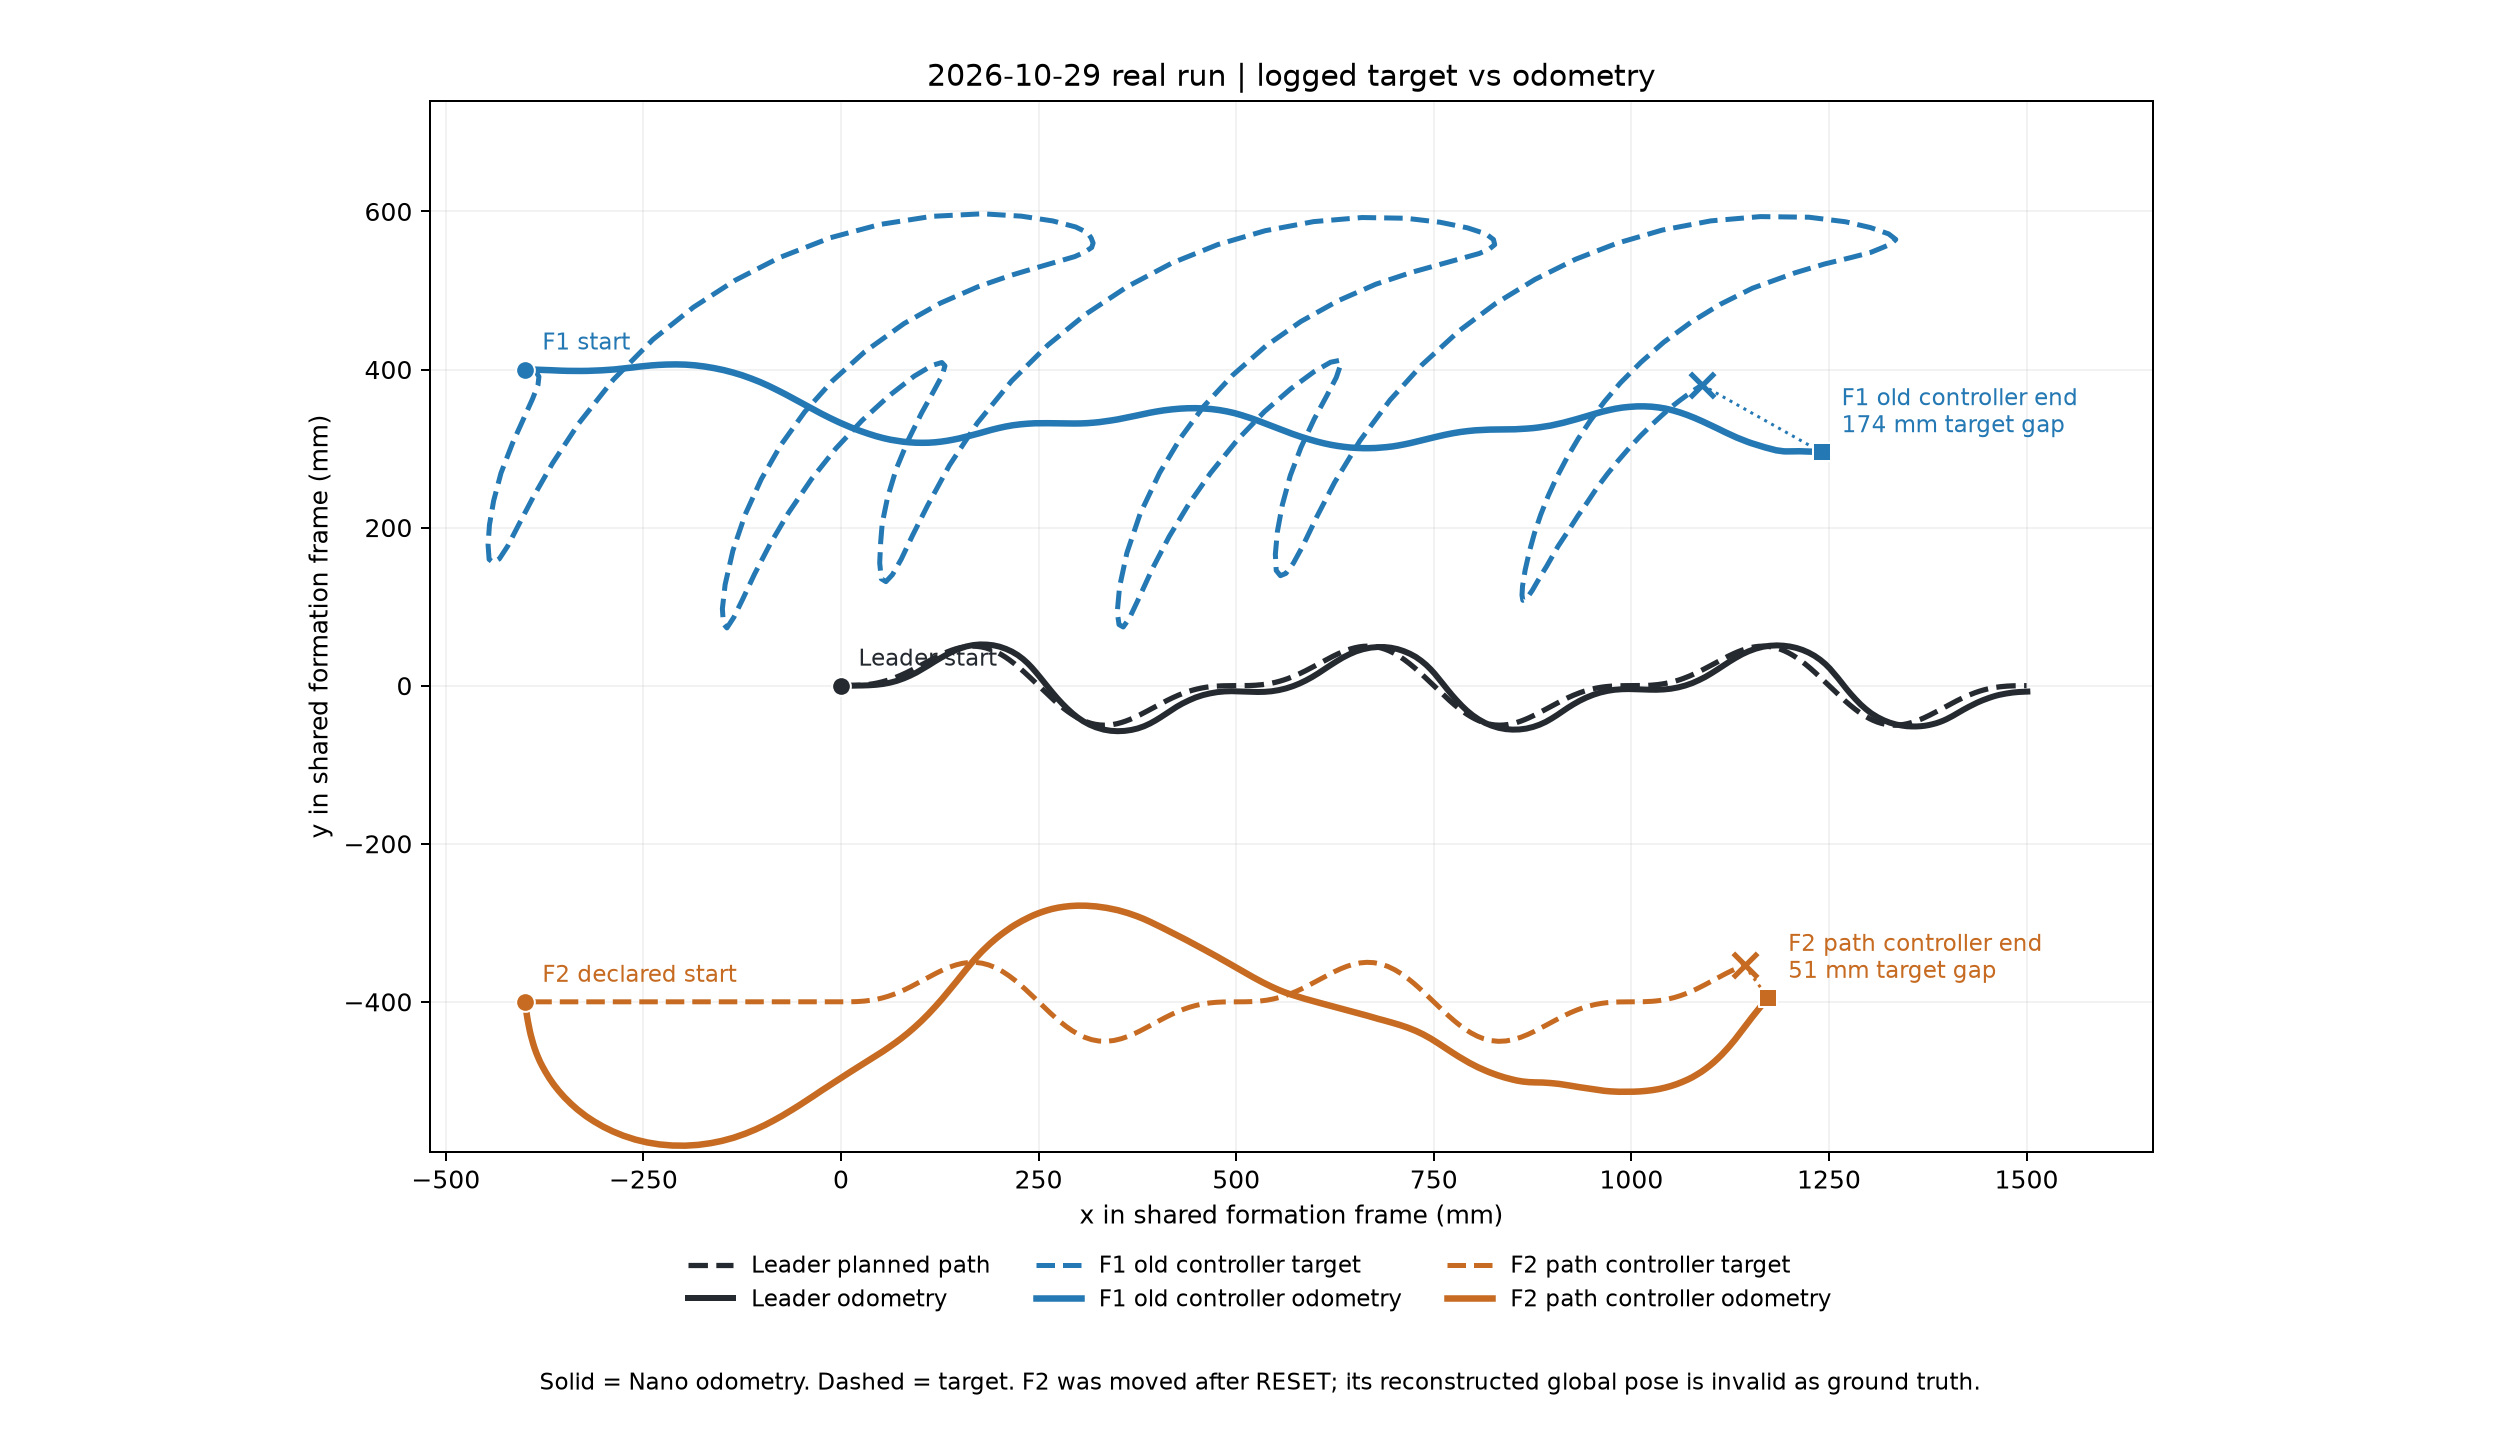 2026-10-29 real run | logged target vs odometry
y in shared formation frame (mm)
600
400
200
0
−200
−400
F1 start
F1 old controller end
174 mm target gap
Leader start
F2 declared start
F2 path controller end
51 mm target gap
−500
−250
0
250
500
750
1000
1250
1500
x in shared formation frame (mm)
Leader planned path
Leader odometry
F1 old controller target
F1 old controller odometry
F2 path controller target
F2 path controller odometry
Solid = Nano odometry. Dashed = target. F2 was moved after RESET; its reconstructed global pose is invalid as ground truth.